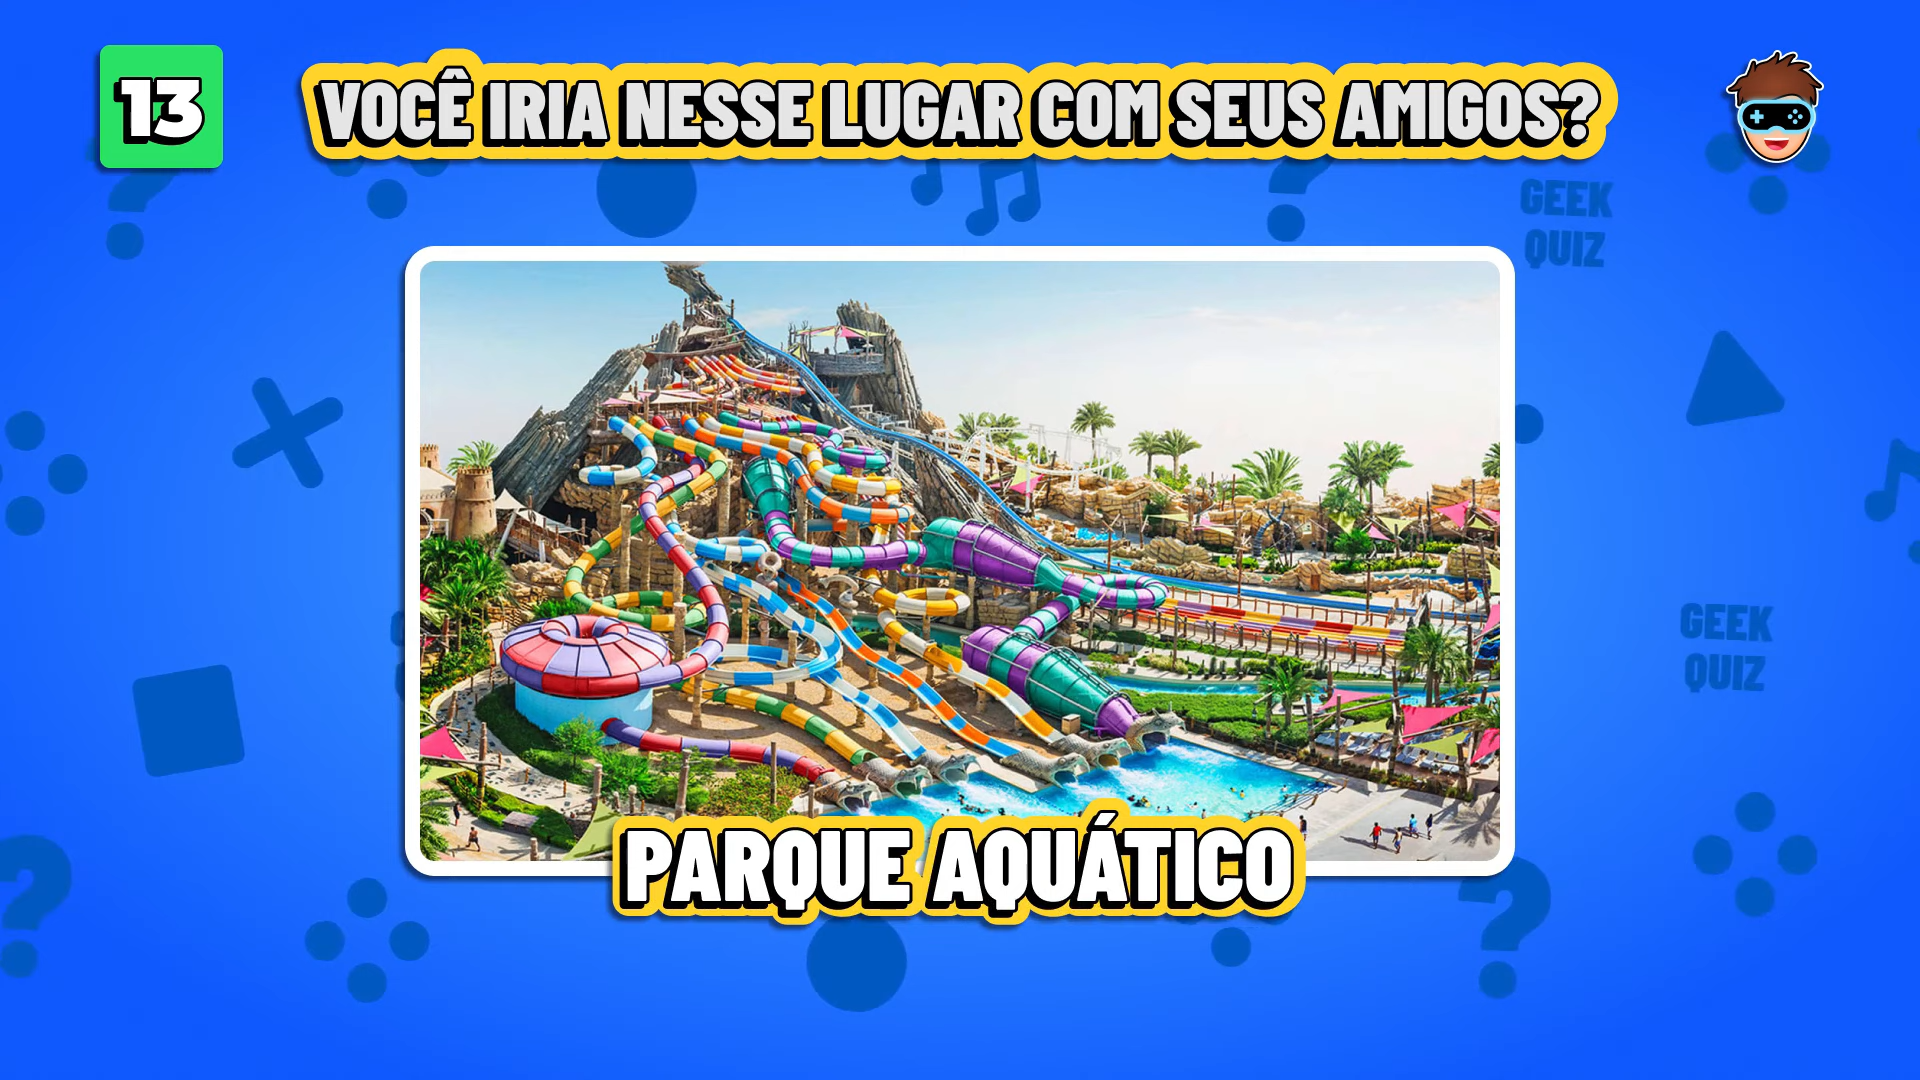 13
VOCÊ IRIA NESSE LUGAR COM SEUS AMIGOS?
GEEK
QUIZ
GEEK
QUIZ
PARQUE AQUÁTICO